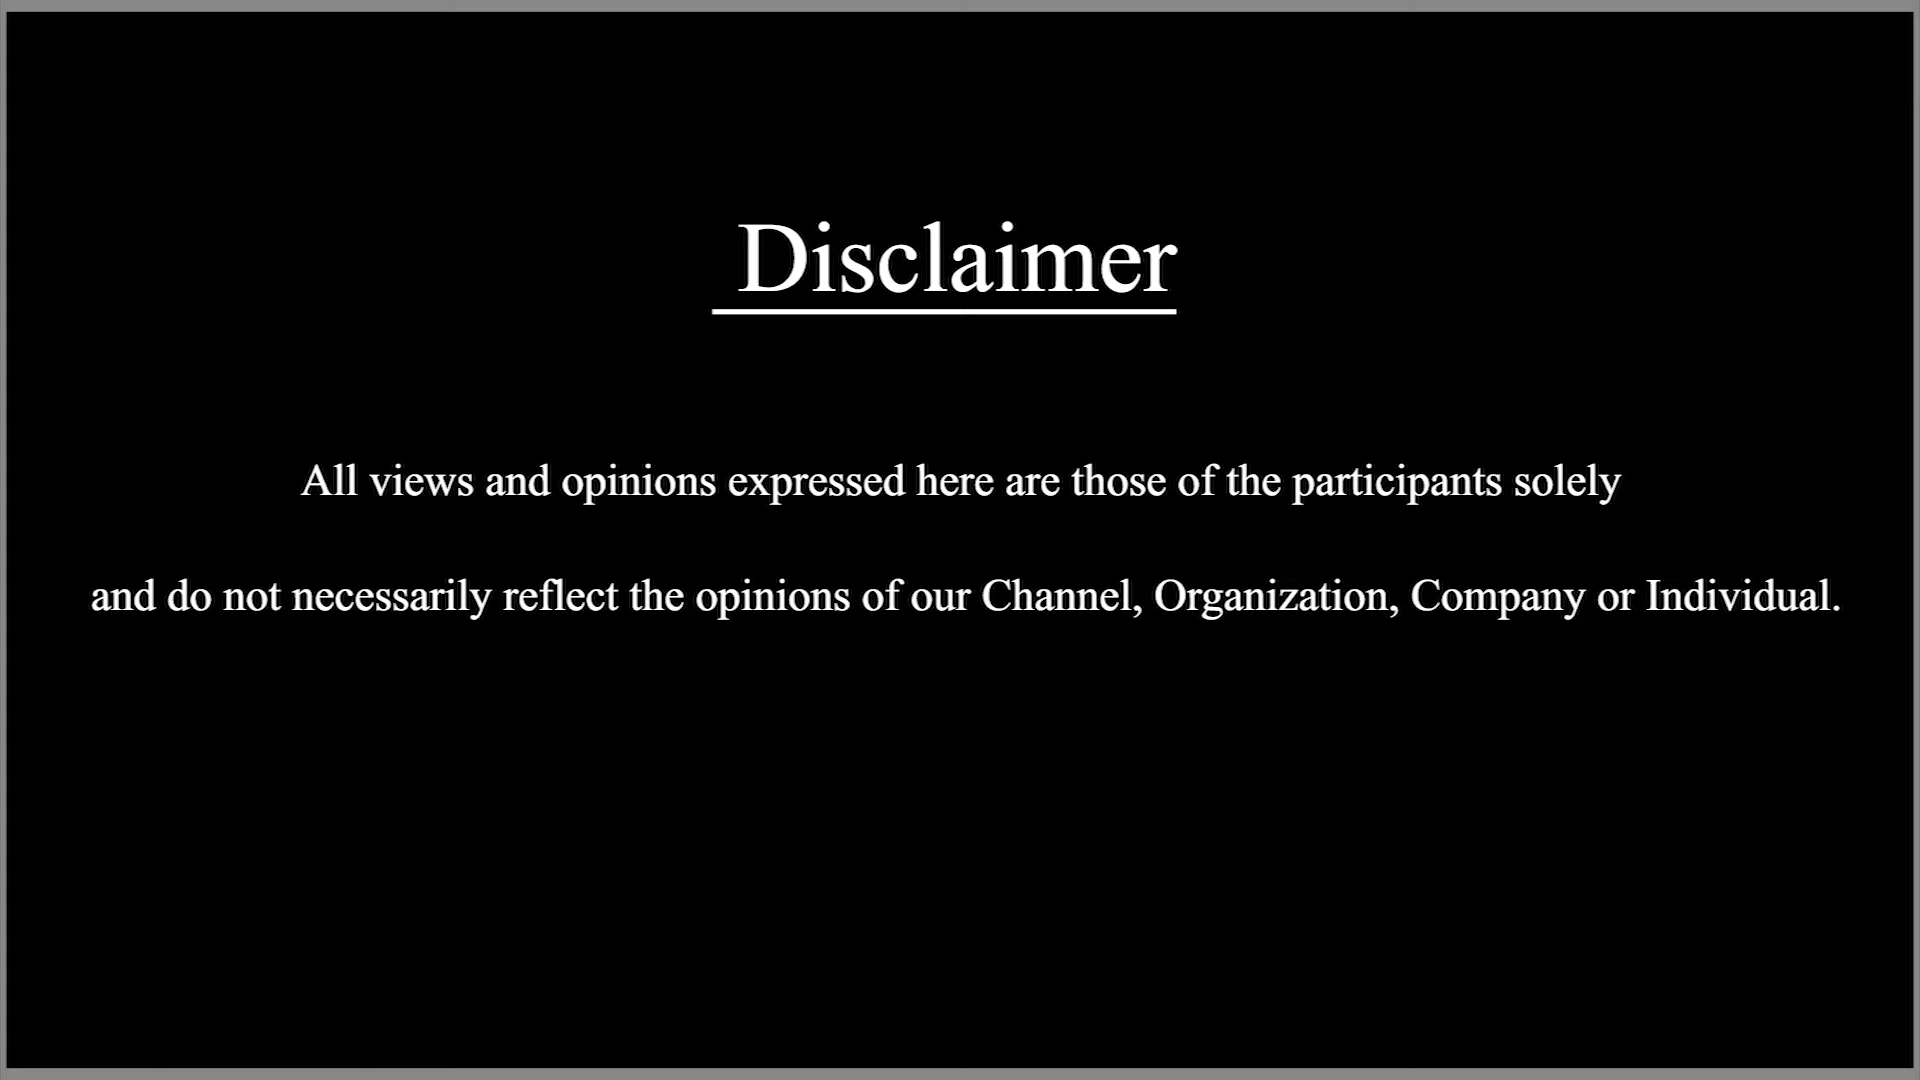 Disclaimer
All views and opinions expressed here are those of the participants solely
and do not necessarily reflect the opinions of our Channel, Organization, Company or Individual.